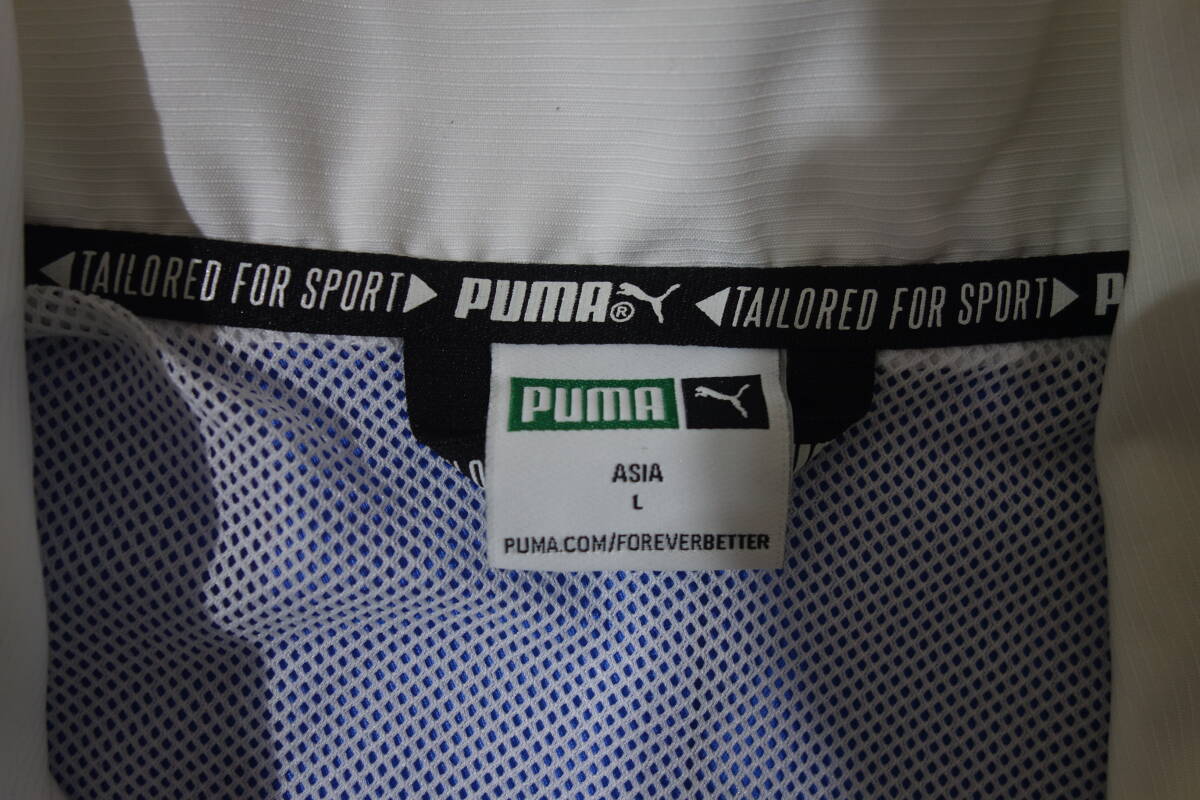 TAILORED FOR SPORT PUMA® TAILORED FOR SPORT P
PUMA
ASIA
L
PUMA.COM/FOREVERBETTER